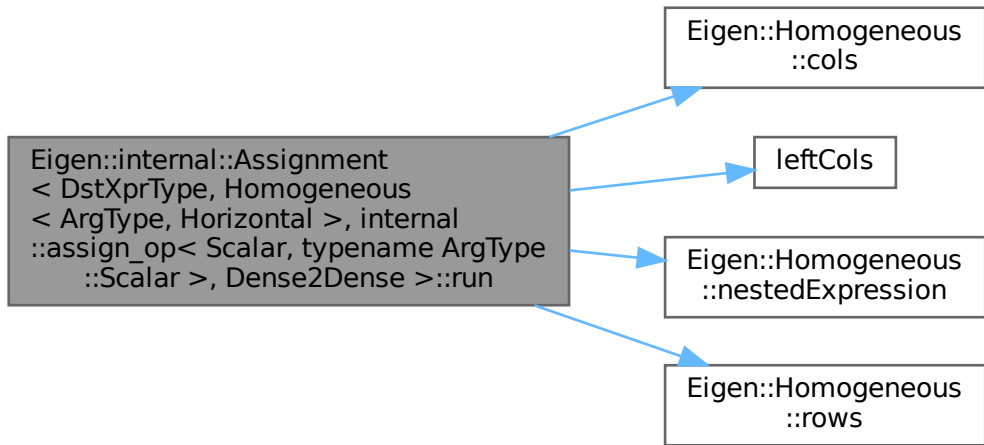 Eigen::Homogeneous
::cols
Eigen::internal::Assignment
< DstXprType, Homogeneous
< ArgType, Horizontal >, internal
::assign_op< Scalar, typename ArgType
::Scalar >, Dense2Dense >::run
leftCols
Eigen::Homogeneous
::nestedExpression
Eigen::Homogeneous
::rows